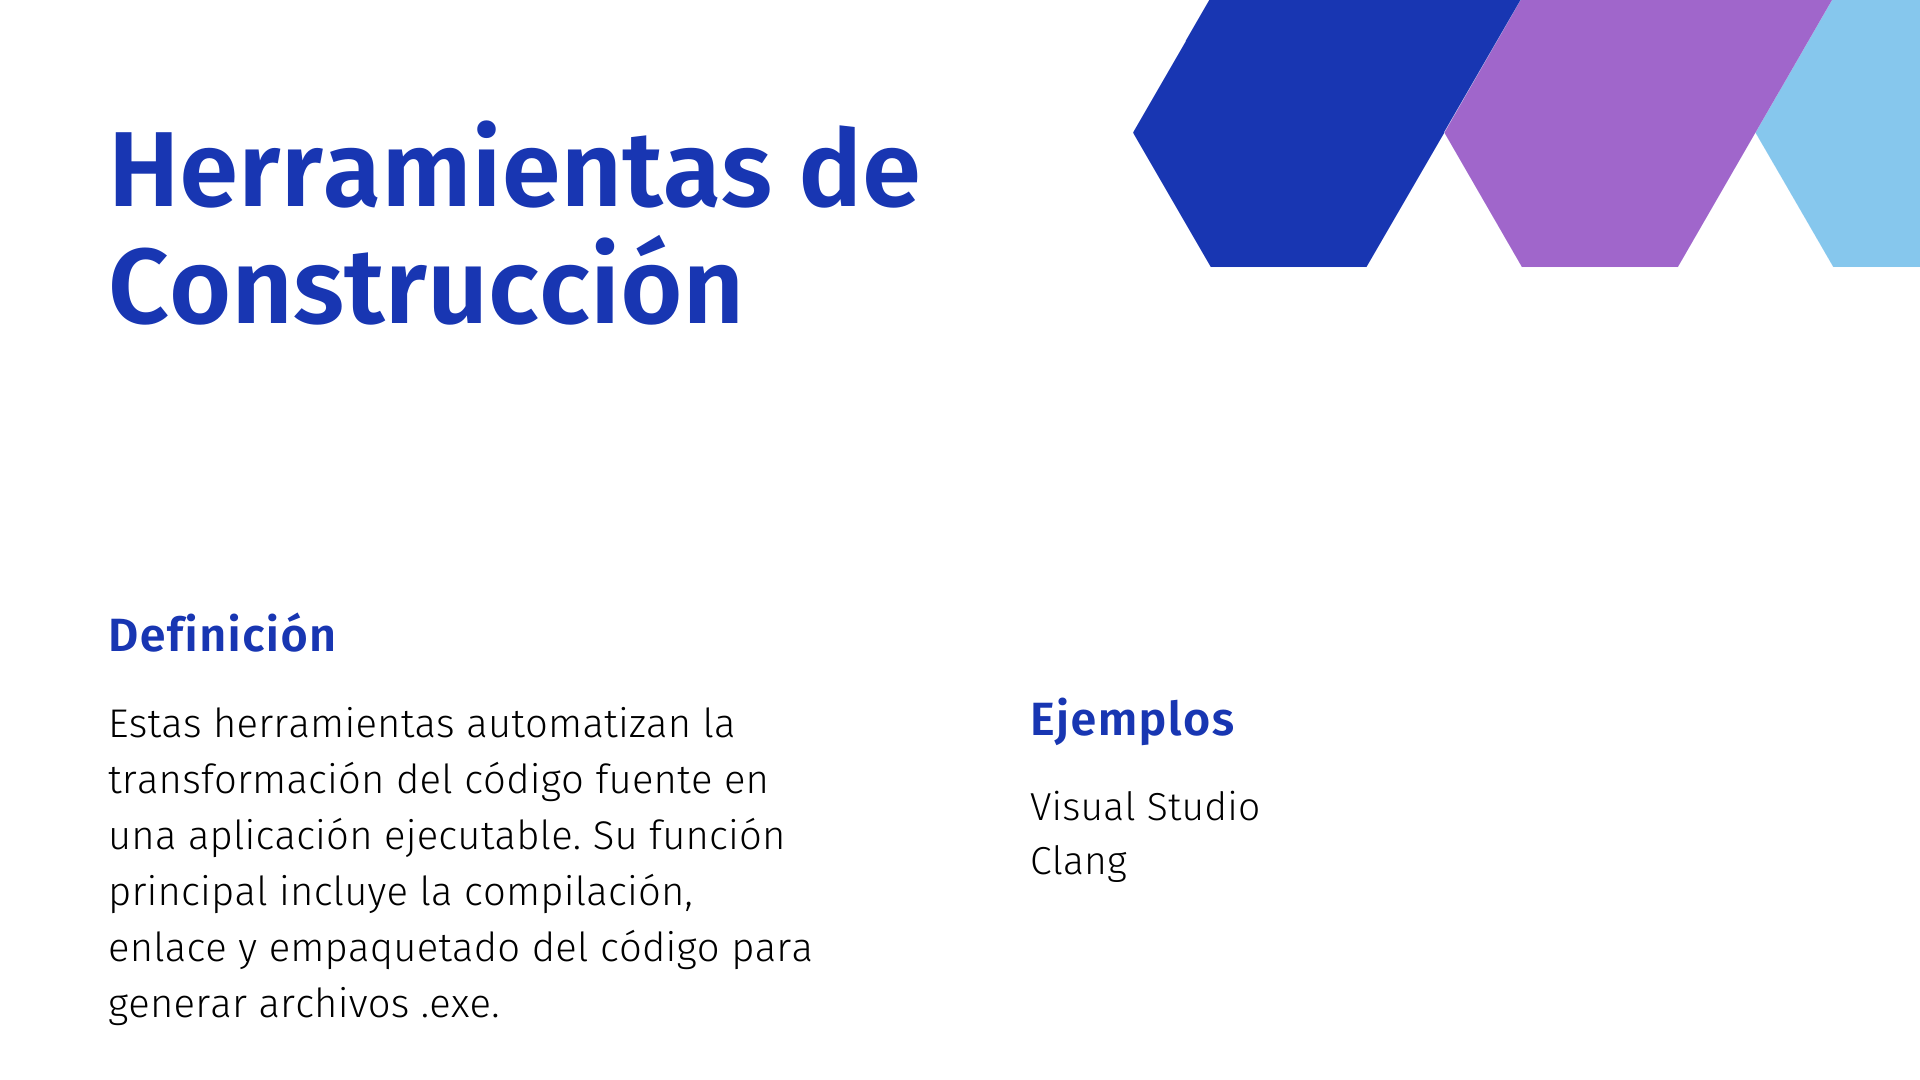 Herramientas de
Construcción
Definición
Estas herramientas automatizan la
transformación del código fuente en
una aplicación ejecutable. Su función
principal incluye la compilación,
enlace y empaquetado del código para
generar archivos .exe.
Ejemplos
Visual Studio
Clang